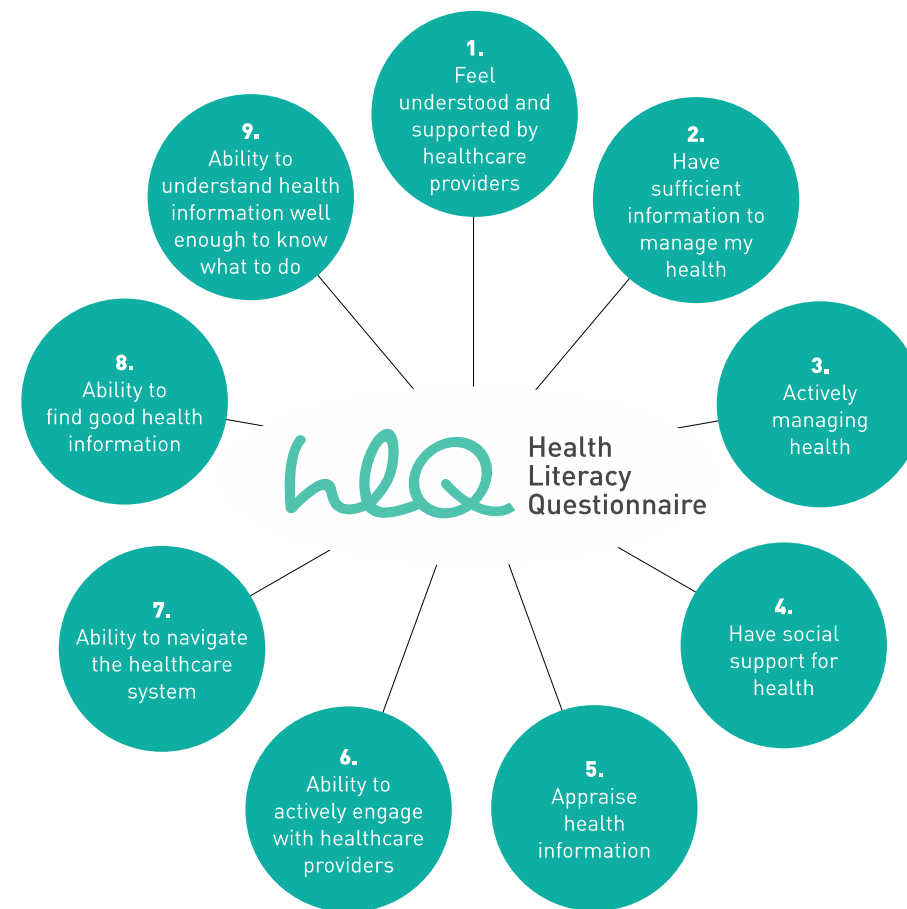 1.
Feel
understood and
supported by
healthcare
providers
2.
Have
sufficient
information to
manage my
health
3.
Actively
managing
health
4.
Have social
support for
health
5.
Appraise
health
information
6.
Ability to
actively engage
with healthcare
providers
7.
Ability to navigate
the healthcare
system
8.
Ability to
find good health
information
9.
Ability to
understand health
information well
enough to know
what to do
hlQ
Health
Literacy
Questionnaire